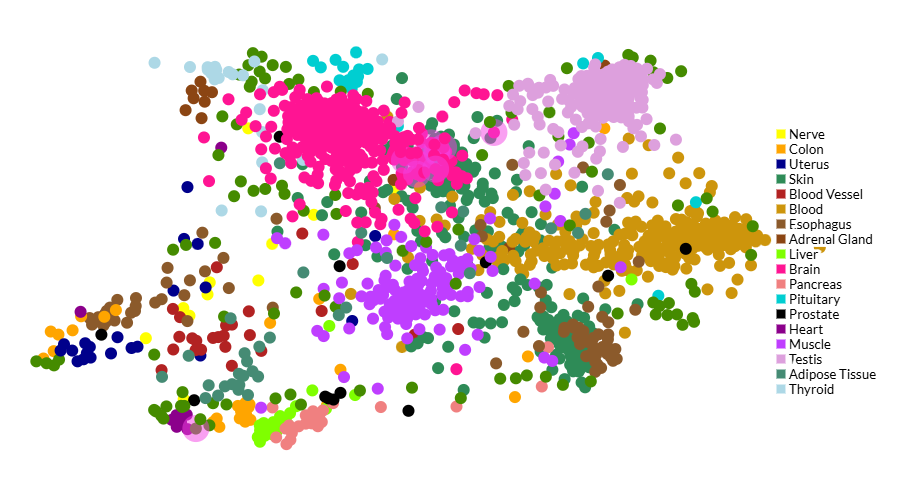 Nerve
Colon
Uterus
Skin
Blood Vessel
Blood
Esophagus
Adrenal Gland
Liver
Brain
Pancreas
Pituitary
Prostate
Heart
Muscle
Testis
Adipose Tissue
Thyroid